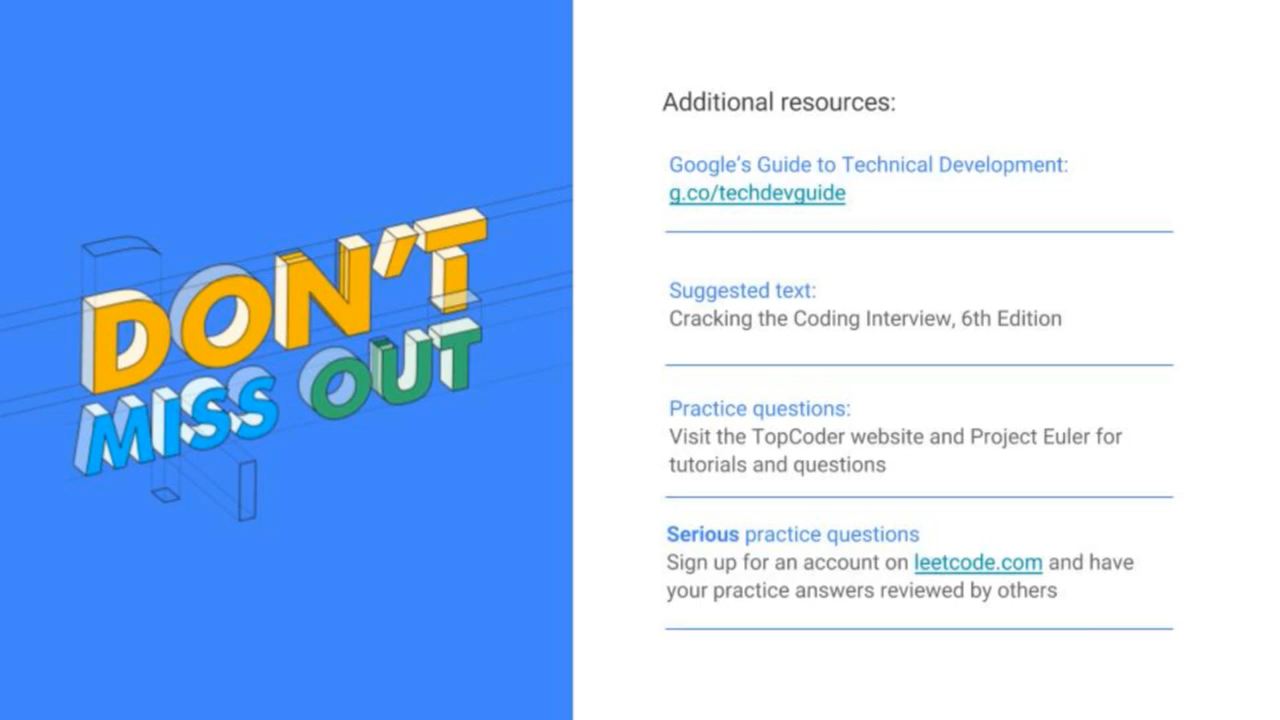 DON'T
MISS OUT
Additional resources:
Google's Guide to Technical Development:
g.co/techdevguide
Suggested text:
Cracking the Coding Interview, 6th Edition
Practice questions:
Visit the TopCoder website and Project Euler for
tutorials and questions
Serious practice questions
Sign up for an account on leetcode.com and have
your practice answers reviewed by others